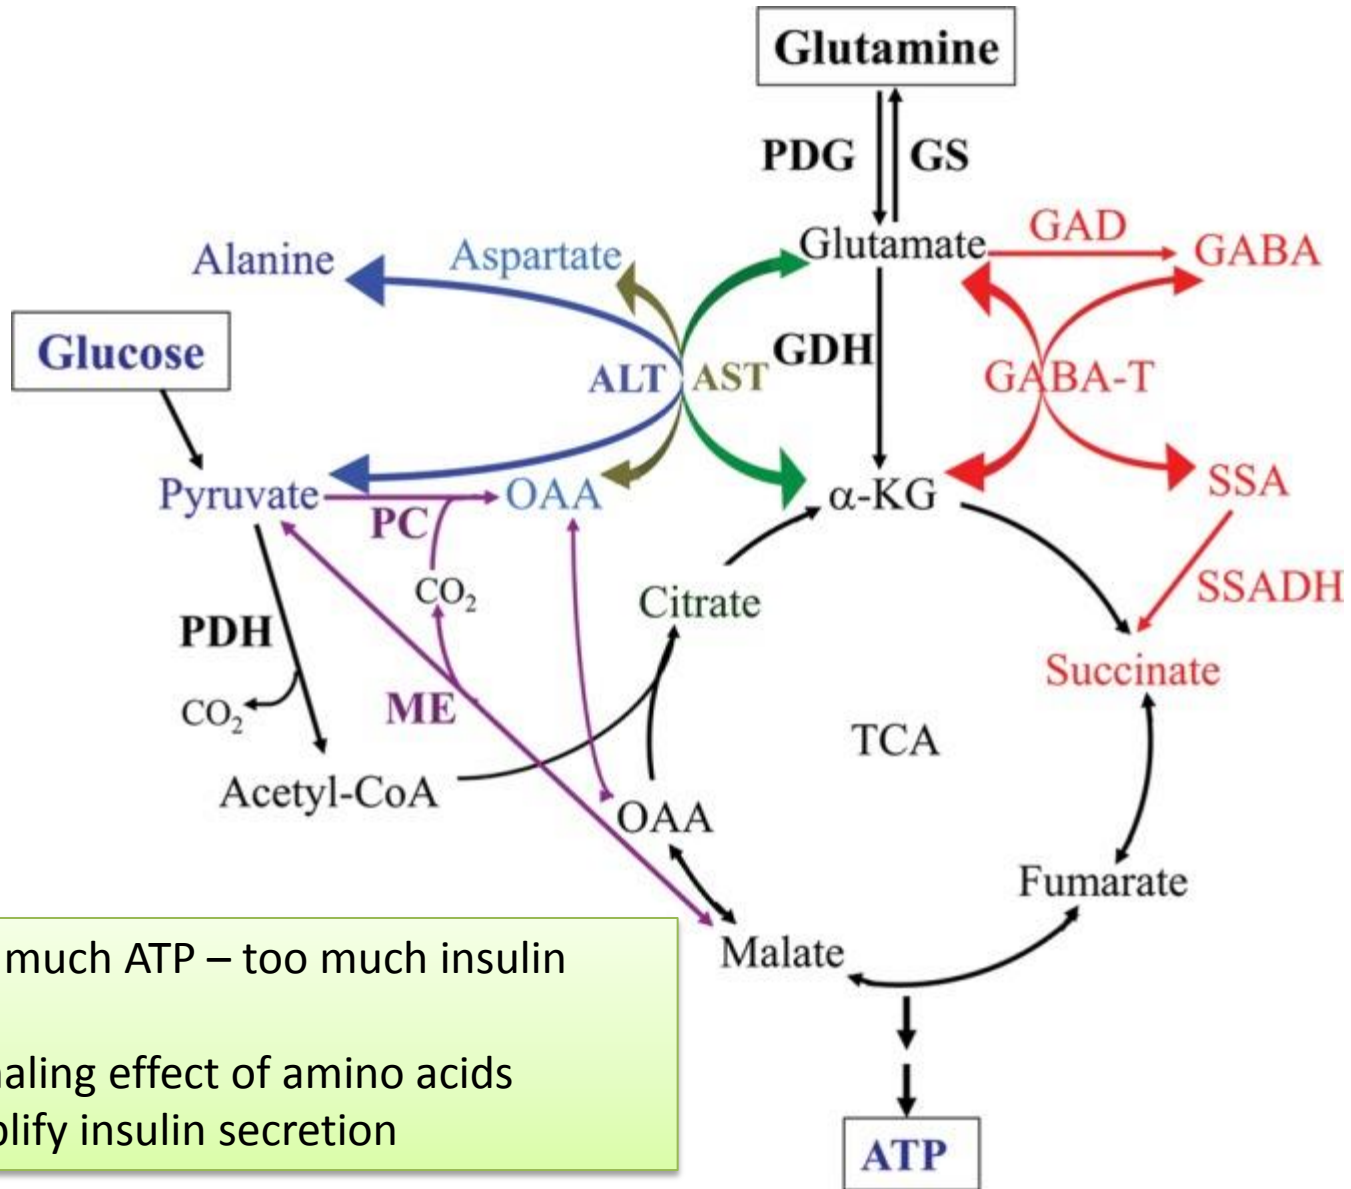 Glutamine
PDG GS
Alanine Aspartate Glutamate GAD GABA
Glucose
ALT AST GDH GABA-T
Pyruvate PC OAA α-KG SSA
CO₂ Citrate SSADH
PDH
Succinate
CO₂ ME TCA
Acetyl-CoA OAA
Fumarate
Malate
much ATP – too much insulin
effect of amino acids
insulin secretion
ATP